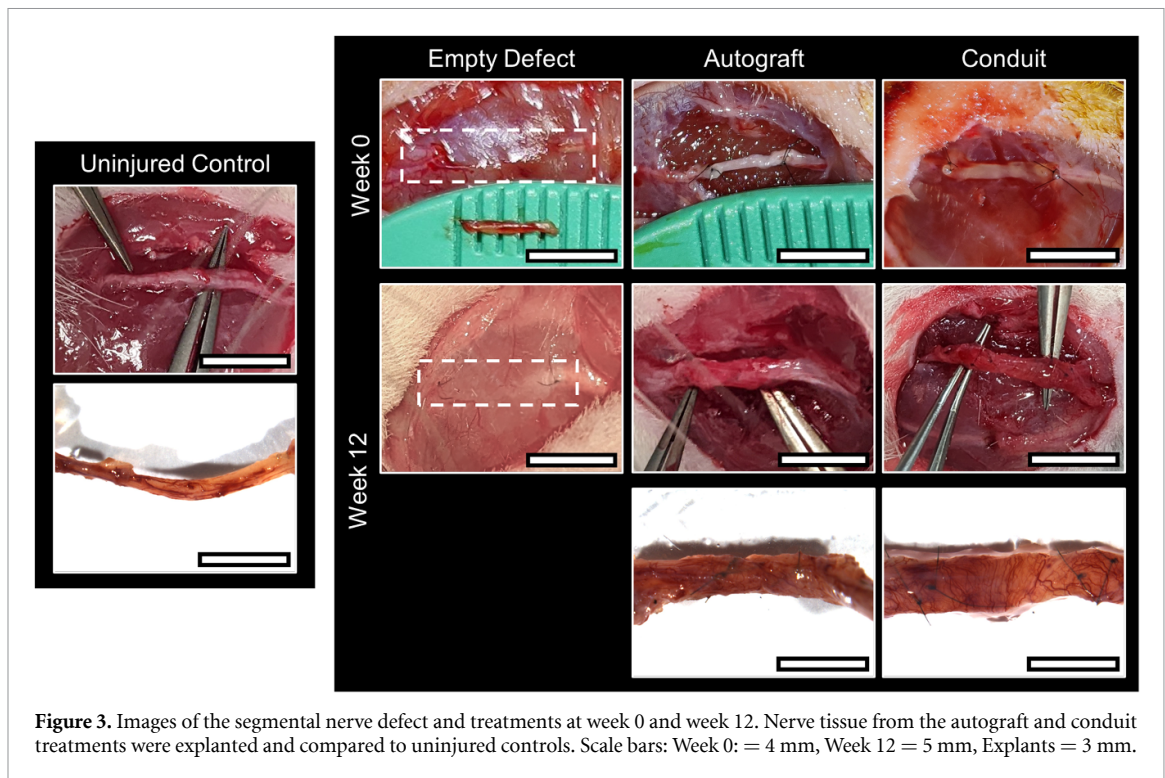 Uninjured Control
Empty Defect
Autograft
Conduit
Week 0
Week 12
Figure 3. Images of the segmental nerve defect and treatments at week 0 and week 12. Nerve tissue from the autograft and conduit
treatments were explanted and compared to uninjured controls. Scale bars: Week 0: = 4 mm, Week 12 = 5 mm, Explants = 3 mm.